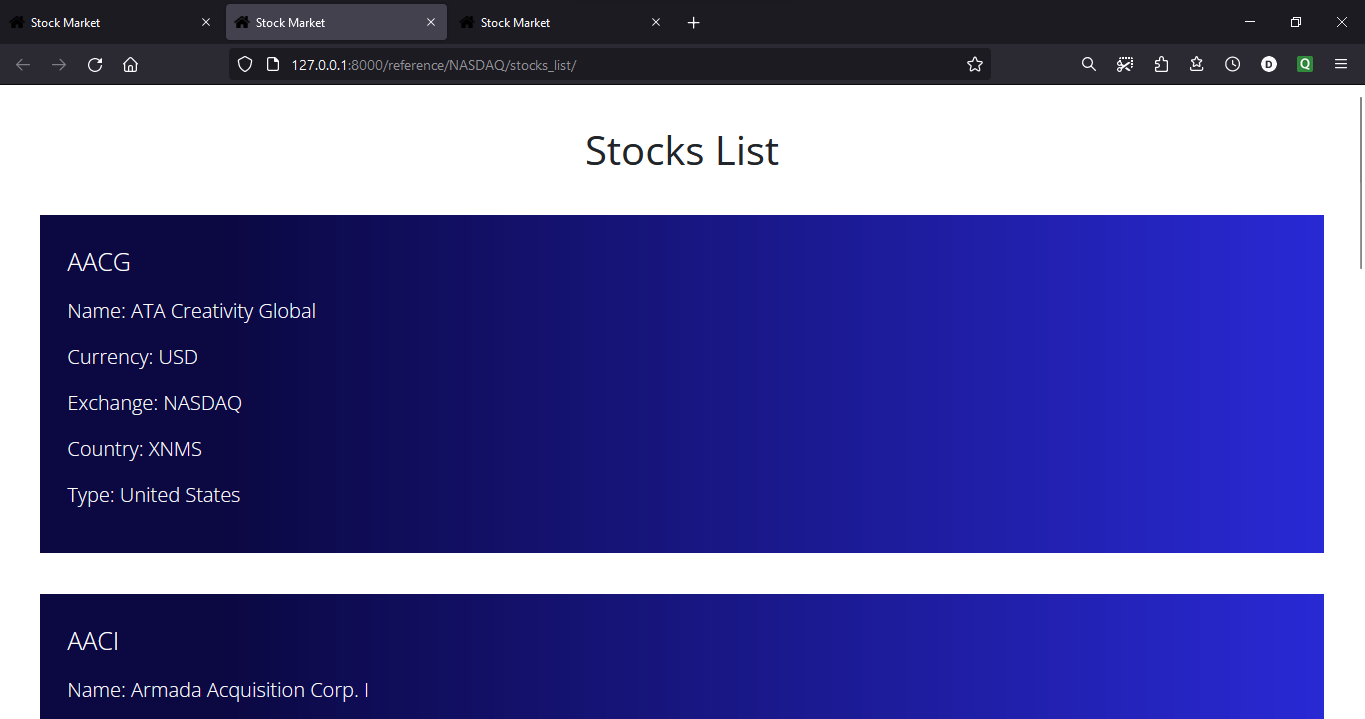 Stock Market
Stock Market
Stock Market
127.0.0.1:8000/reference/NASDAQ/stocks_list/
D
Q
Stocks List
AACG
Name: ATA Creativity Global
Currency: USD
Exchange: NASDAQ
Country: XNMS
Type: United States
AACI
Name: Armada Acquisition Corp. I